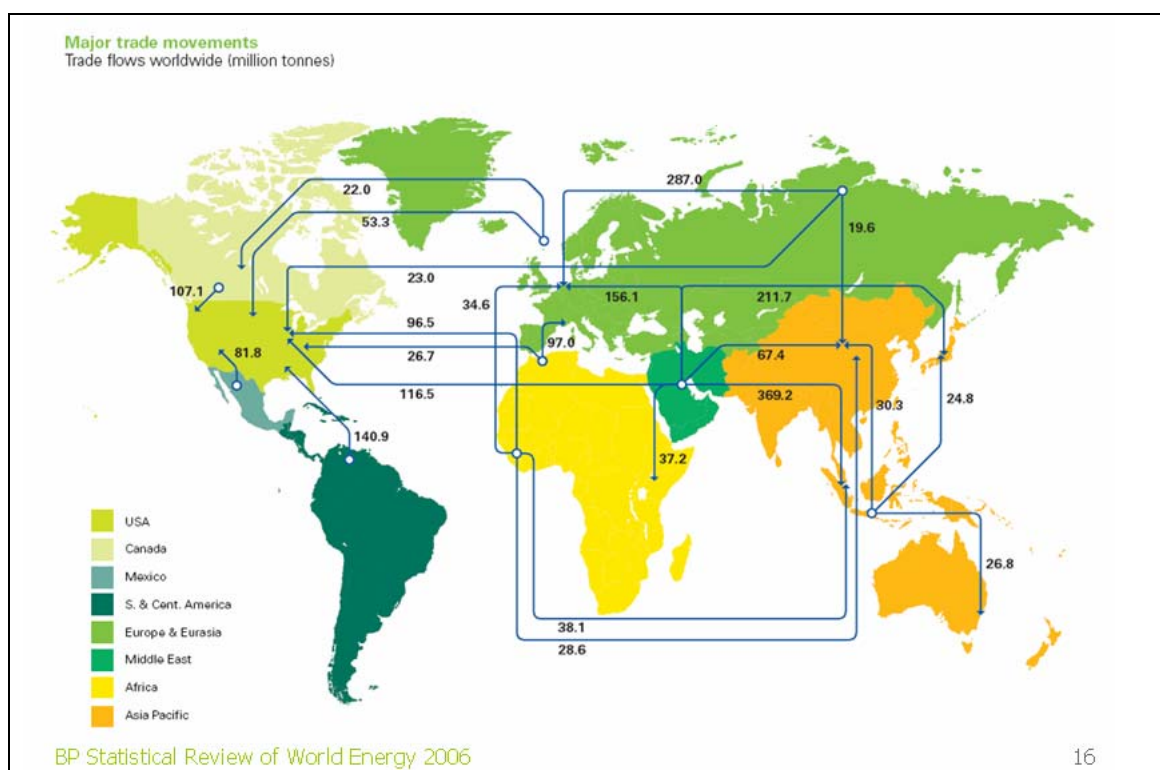 Major trade movements
Trade flows worldwide (million tonnes)
22.0
287.0
53.3
19.6
23.0
107.1
34.6
156.1
211.7
96.5
26.7
97.0
67.4
81.8
116.5
369.2
30.3
24.8
140.9
37.2
26.8
38.1
28.6
USA
Canada
Mexico
S. & Cent. America
Europe & Eurasia
Middle East
Africa
Asia Pacific
BP Statistical Review of World Energy 2006
16